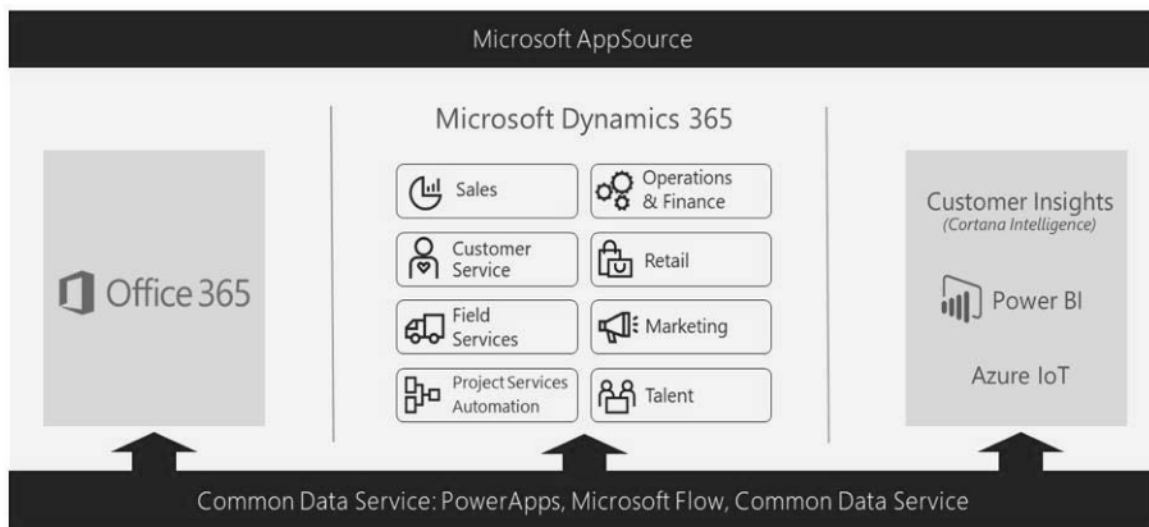 Microsoft AppSource
Microsoft Dynamics 365
Office 365
Sales
Operations
& Finance
Customer
Service
Retail
Field
Services
Marketing
Project Services
Automation
Talent
Customer Insights
(Cortana Intelligence)
Power BI
Azure IoT
Common Data Service: PowerApps, Microsoft Flow, Common Data Service